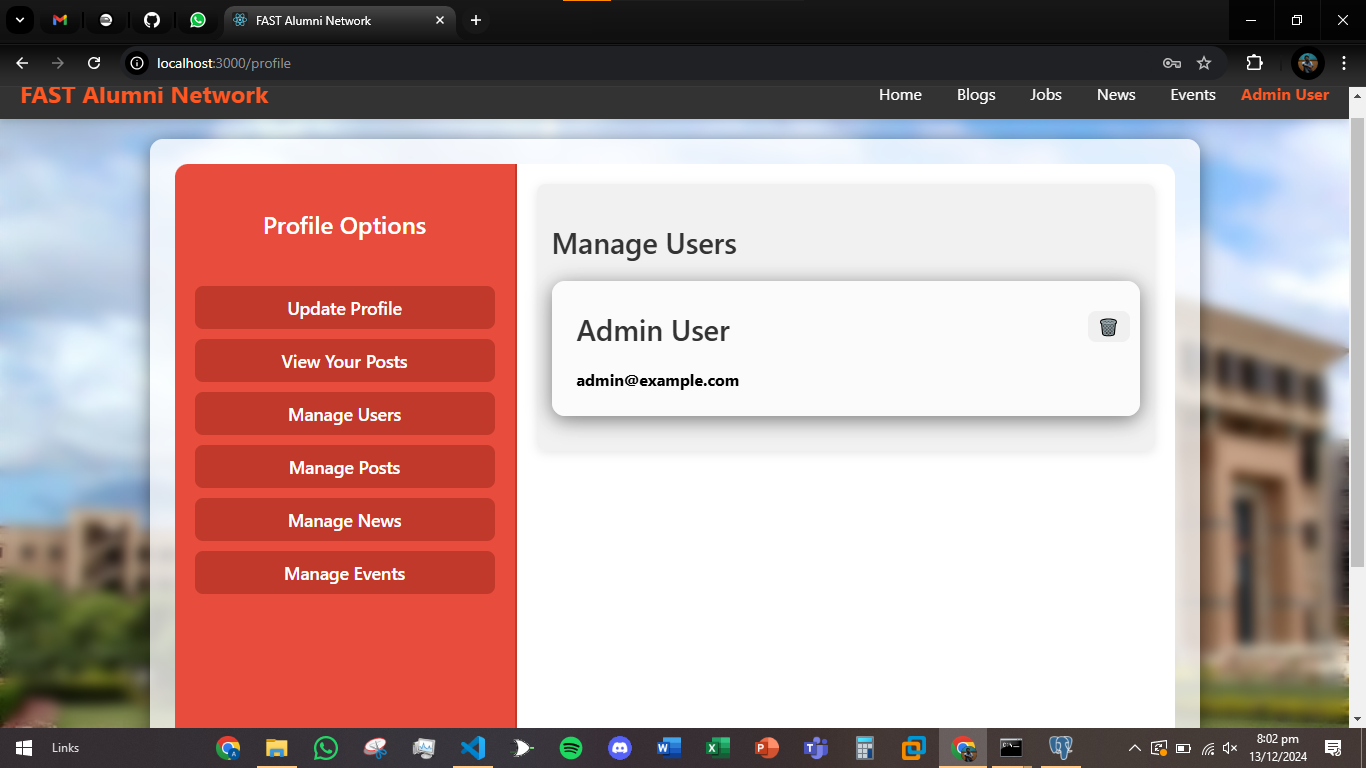 FAST Alumni Network
localhost:3000/profile
FAST Alumni Network
Home
Blogs
Jobs
News
Events
Admin User
Profile Options
Update Profile
View Your Posts
Manage Users
Manage Posts
Manage News
Manage Events
Manage Users
Admin User
admin@example.com
Links
8:02 pm
13/12/2024